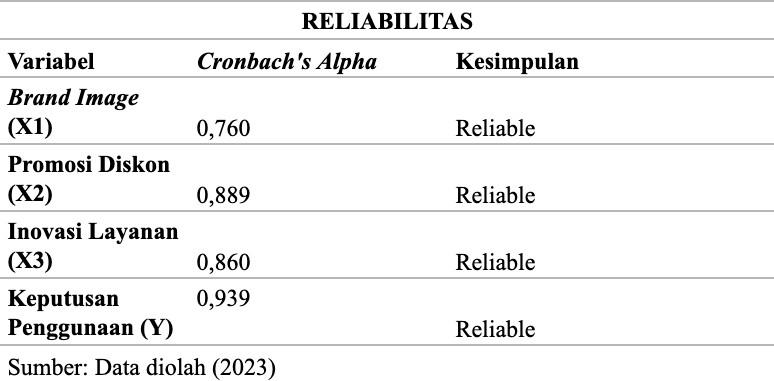 RELIABILITAS
Variabel Cronbach's Alpha Kesimpulan
Brand Image
(X1) 0,760 Reliable
Promosi Diskon
(X2) 0,889 Reliable
Inovasi Layanan
(X3) 0,860 Reliable
Keputusan 0,939
Penggunaan (Y) Reliable
Sumber: Data diolah (2023)